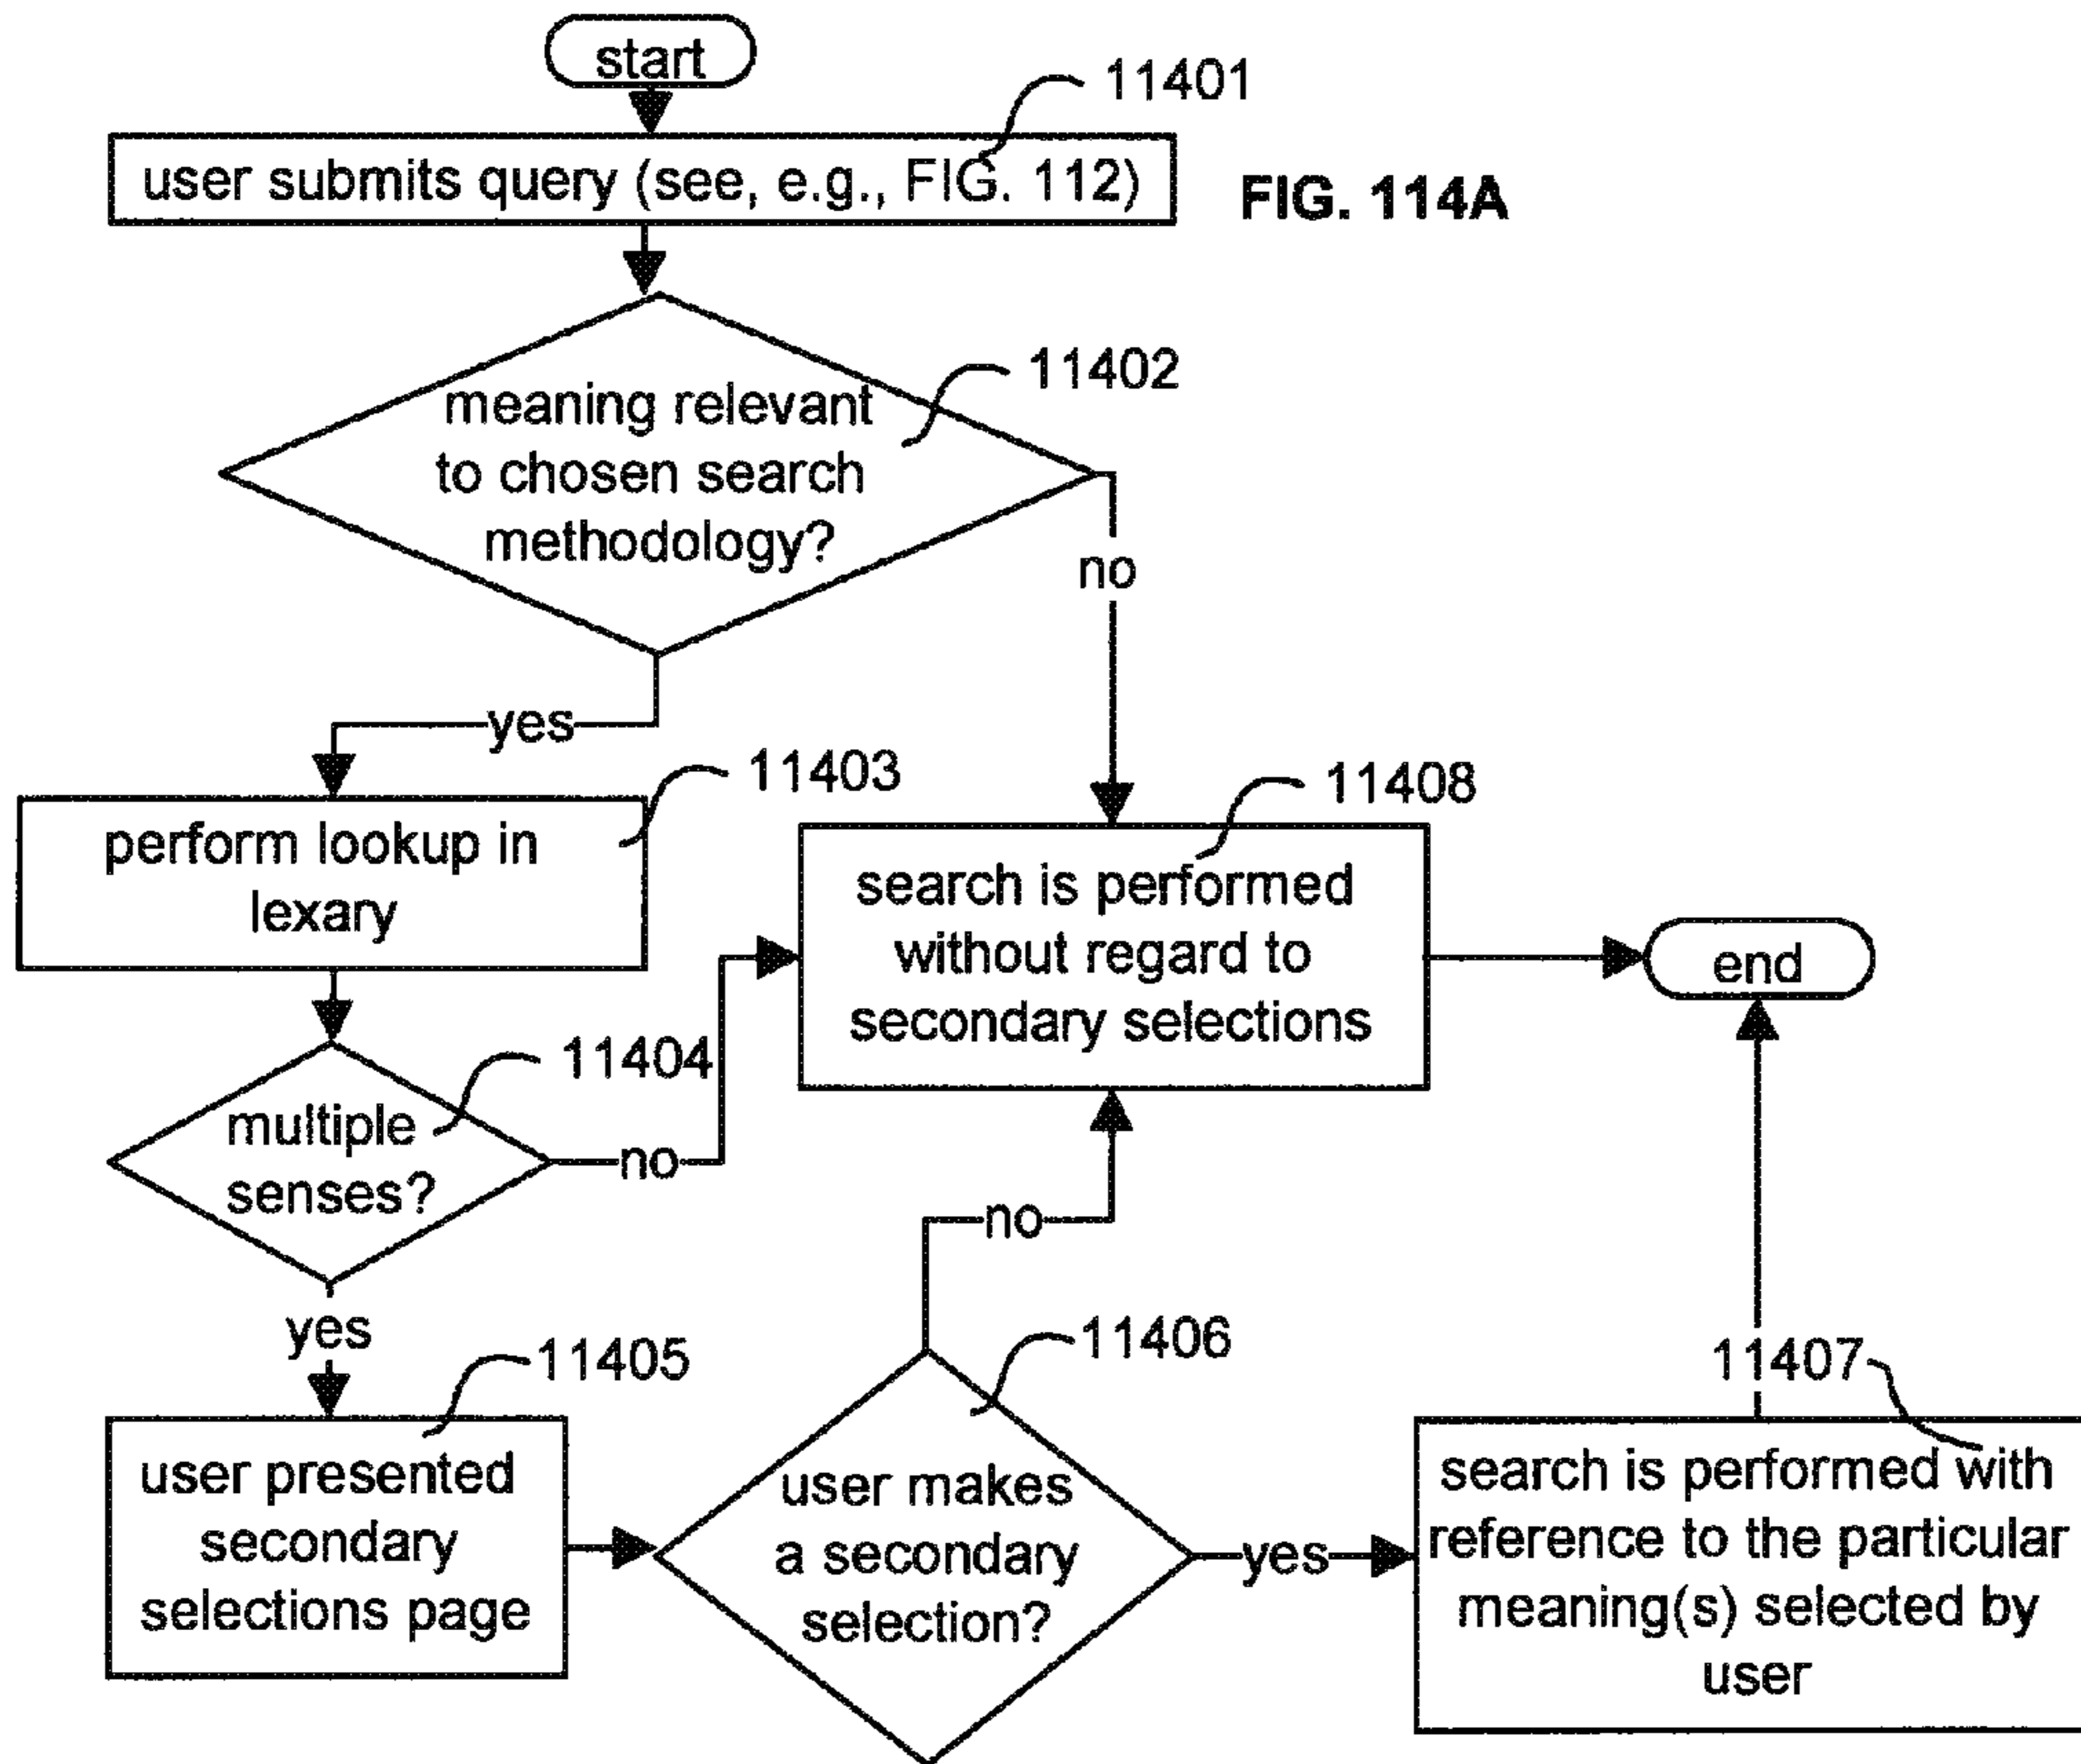 start
11401
user submits query (see, e.g., FIG. 112)
FIG. 114A
11402
meaning relevant
to chosen search
methodology?
no
yes
11403
perform lookup in
lexary
11408
search is performed
without regard to
secondary selections
end
11404
multiple
senses?
no
yes
11405
user presented
secondary
selections page
no
11406
user makes
a secondary
selection?
yes
11407
search is performed with
reference to the particular
meaning(s) selected by
user